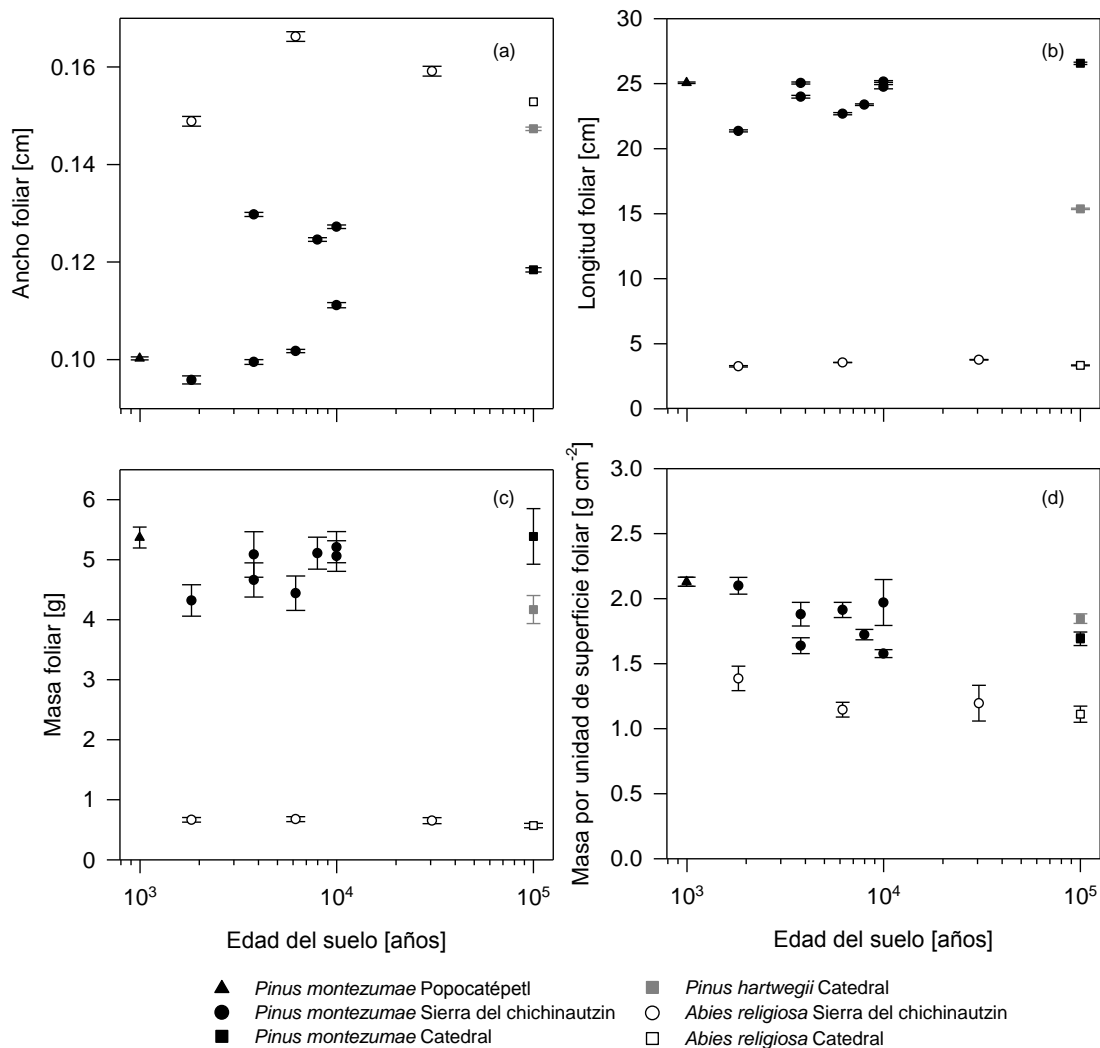 (a)
0.16
0.14
0.12
0.10
Ancho foliar [cm]
(b)
30
25
20
15
10
5
0
Longitud foliar [cm]
(c)
6
5
4
3
2
1
0
Masa foliar [g]
10³ 10⁴ 10⁵
Edad del suelo [años]
(d)
3.0
2.5
2.0
1.5
1.0
0.5
0.0
Masa por unidad de superficie foliar [g cm⁻²]
10³ 10⁴ 10⁵
Edad del suelo [años]
Pinus montezumae Popocatépetl
Pinus montezumae Sierra del chichinautzin
Pinus montezumae Catedral
Pinus hartwegii Catedral
Abies religiosa Sierra del chichinautzin
Abies religiosa Catedral